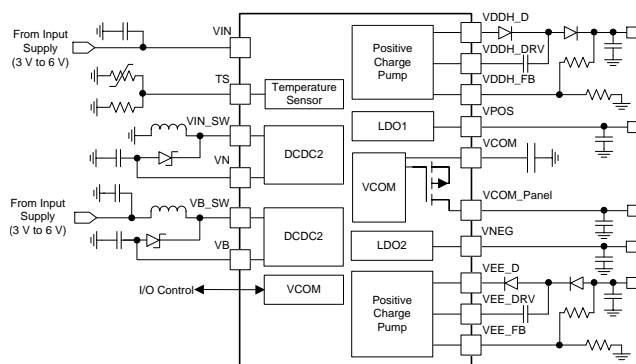 From Input
Supply
(3 V to 6 V)
VIN
TS
Temperature
Sensor
VIN_SW
DCDC2
VN
From Input
Supply
(3 V to 6 V)
VB_SW
DCDC2
VB
I/O Control
VCOM
Positive
Charge
Pump
VDDH_D
VDDH_DRV
VDDH_FB
LDO1
VPOS
VCOM
VCOM
VCOM_Panel
LDO2
VNEG
Positive
Charge
Pump
VEE_D
VEE_DRV
VEE_FB